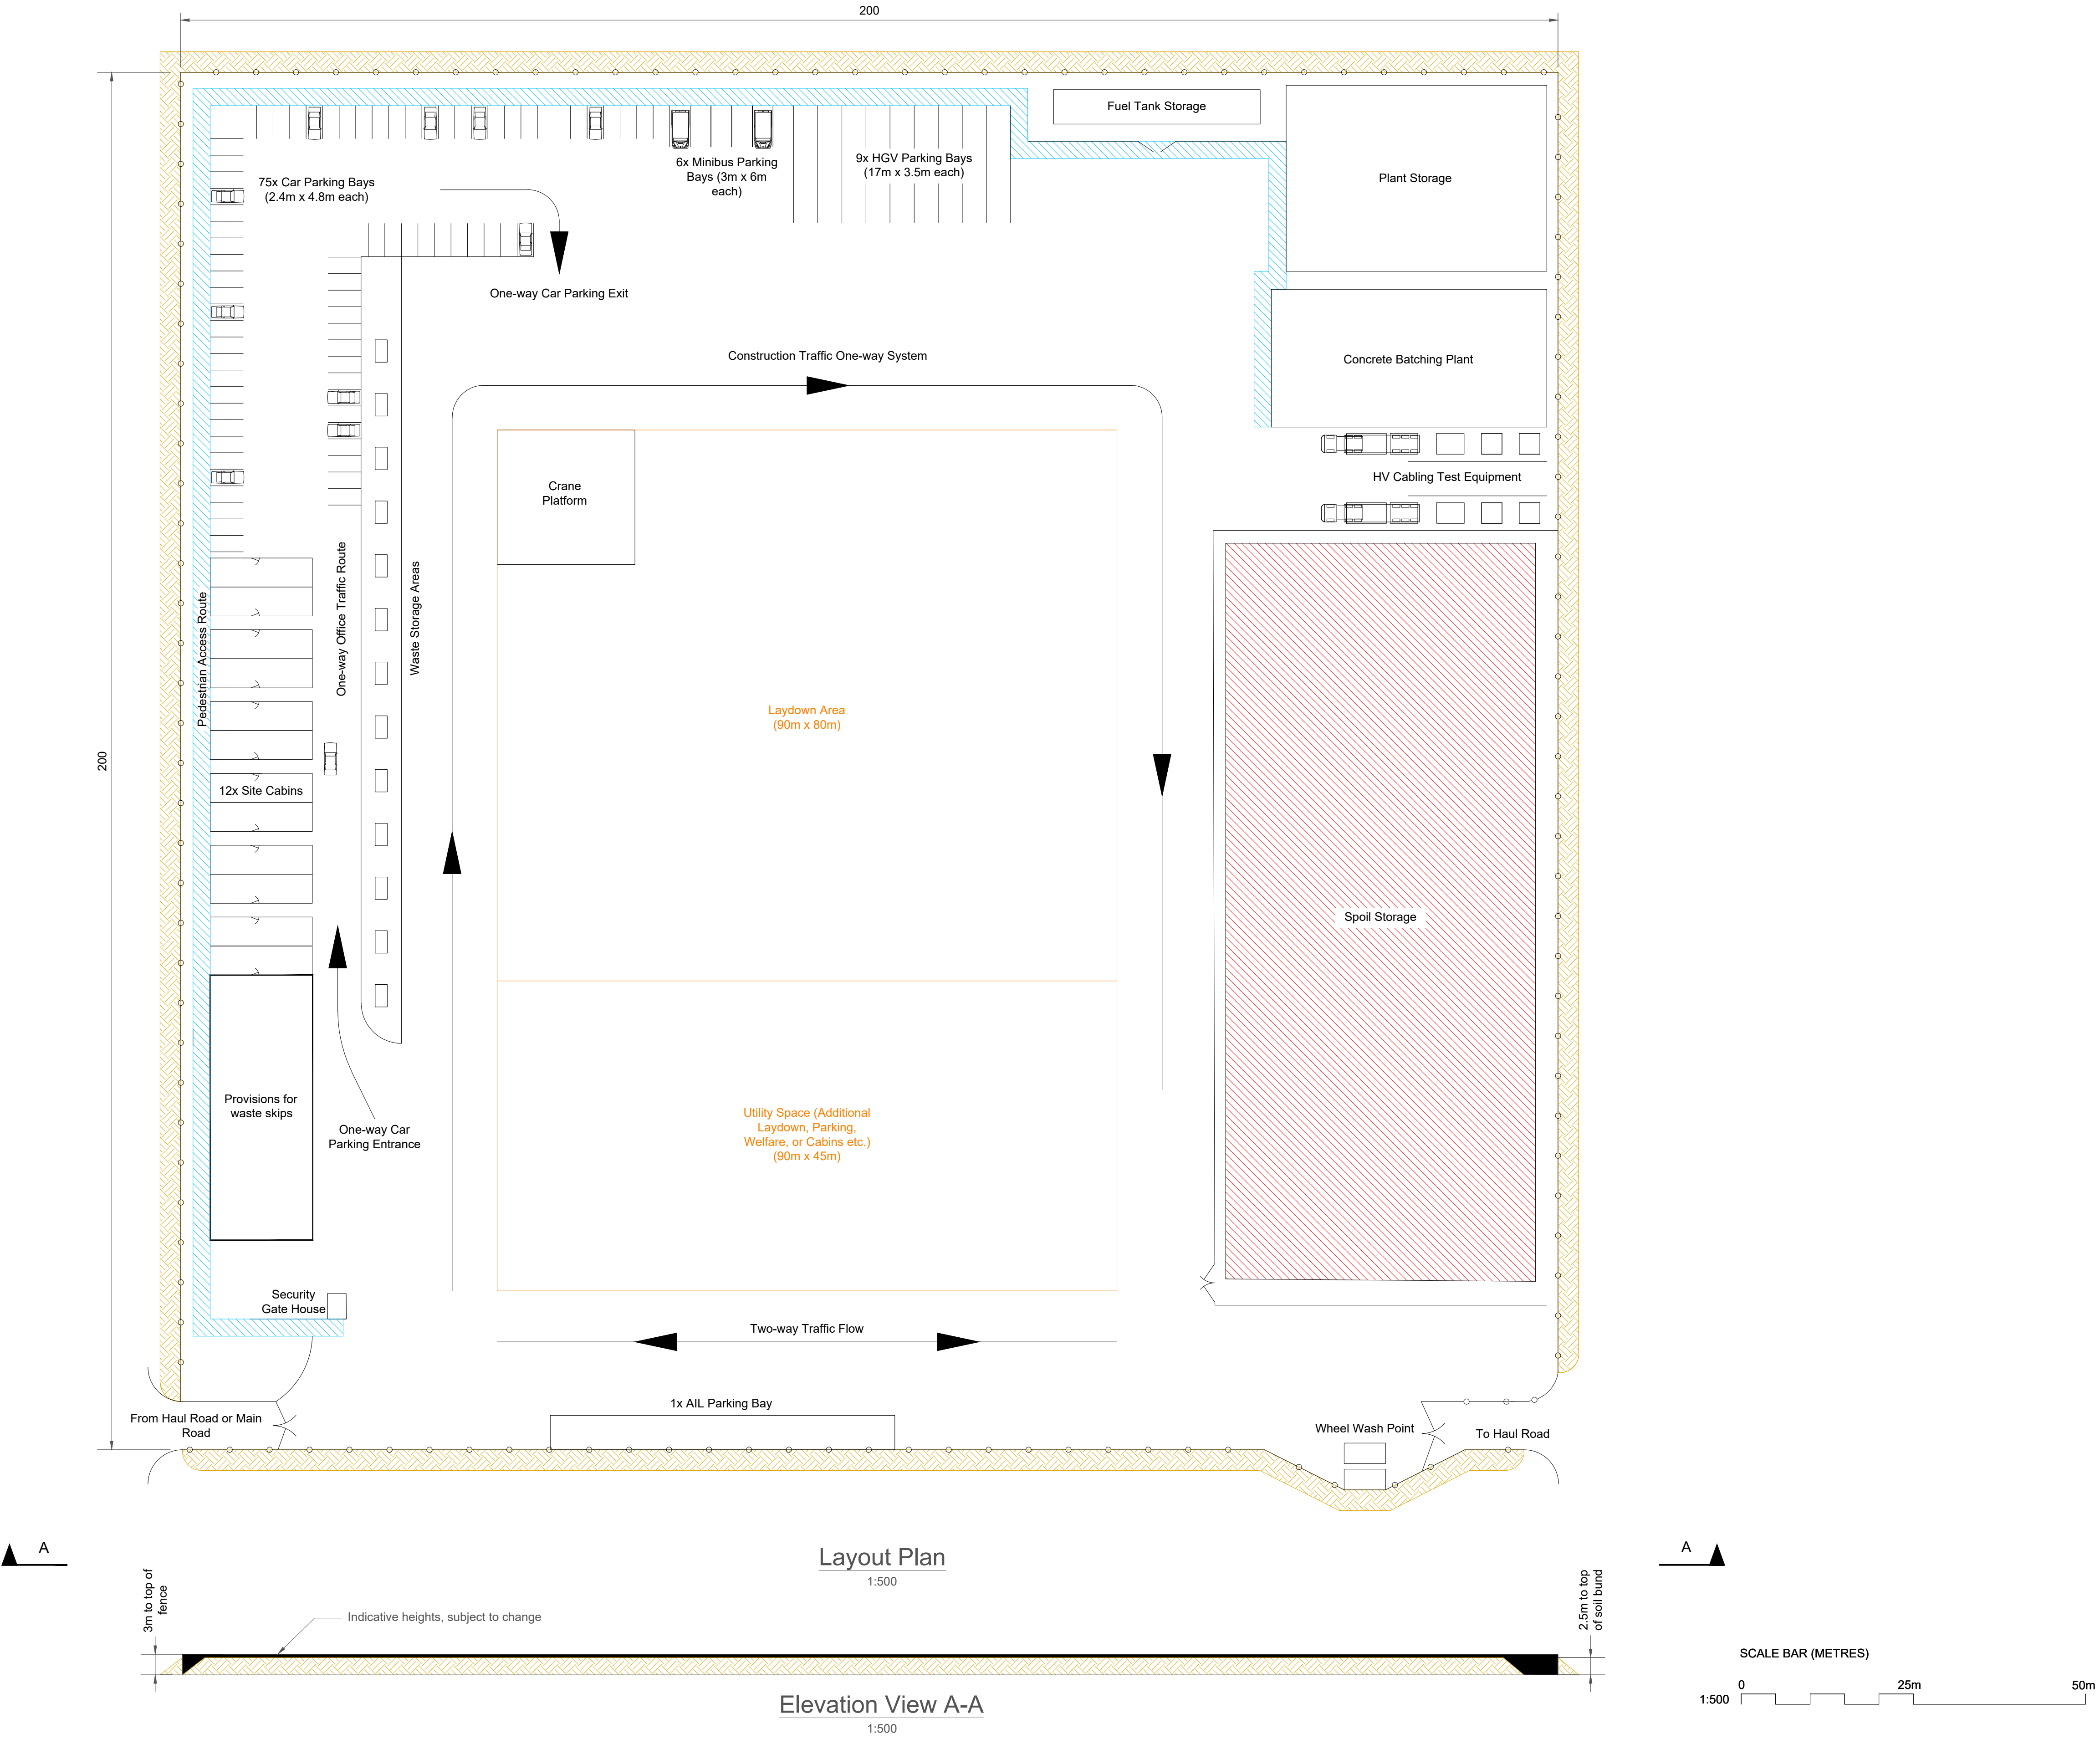 200
Fuel Tank Storage
6x Minibus Parking
Bays (3m x 6m
each)
9x HGV Parking Bays
(17m x 3.5m each)
Plant Storage
75x Car Parking Bays
(2.4m x 4.8m each)
One-way Car Parking Exit
Construction Traffic One-way System
Concrete Batching Plant
HV Cabling Test Equipment
Crane
Platform
Pedestrian Access Route
One-way Office Traffic Route
Waste Storage Areas
200
Laydown Area
(90m x 80m)
12x Site Cabins
Spoil Storage
Provisions for
waste skips
One-way Car
Parking Entrance
Utility Space (Additional
Laydown, Parking,
Welfare, or Cabins etc.)
(90m x 45m)
Security
Gate House
Two-way Traffic Flow
1x AIL Parking Bay
From Haul Road or Main
Road
Wheel Wash Point
To Haul Road
A
A
Layout Plan
1:500
3m to top of
fence
Indicative heights, subject to change
2.5m to top
of soil bund
Elevation View A-A
1:500
SCALE BAR (METRES)
0
25m
50m
1:500